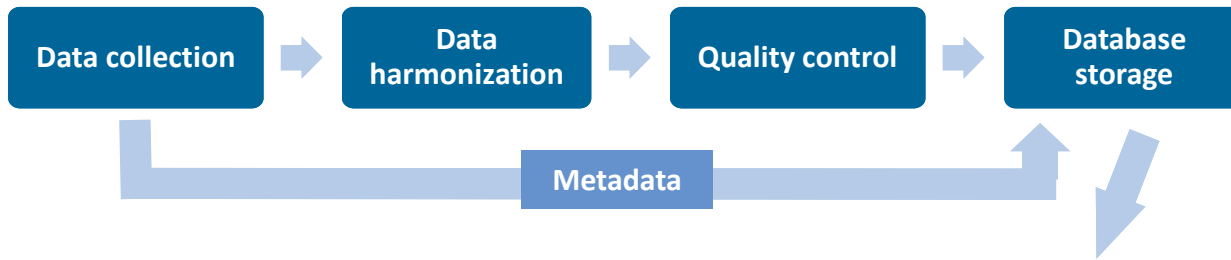 Data collection
Data
harmonization
Quality control
Database
storage
Metadata